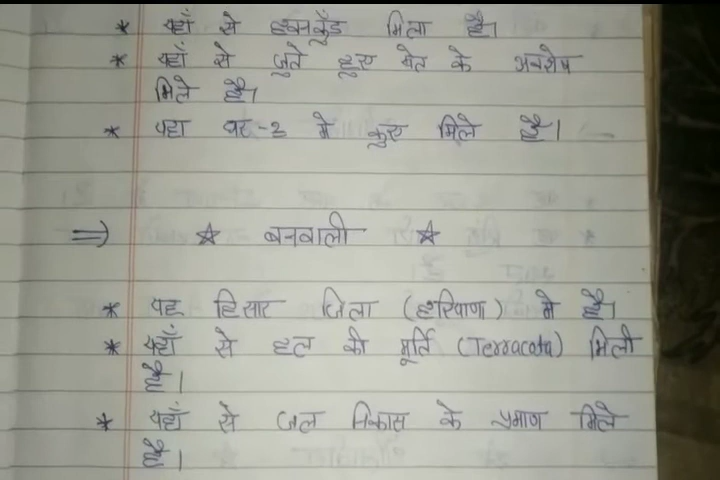 * यहाँ से हवनकुंड मिला है।
* यहाँ से जुते हुए खेत के अवशेष
मिले है।
* यहा घर-2 मे कुए मिले है।
⇒ ☆ बनवाली ☆
* यह हिसार जिला (हरियाणा) मे है।
* यहाँ से हल की मूर्ति (Terracota) मिली
है।
* यहाँ से जल निकास के प्रमाण मिले
है।